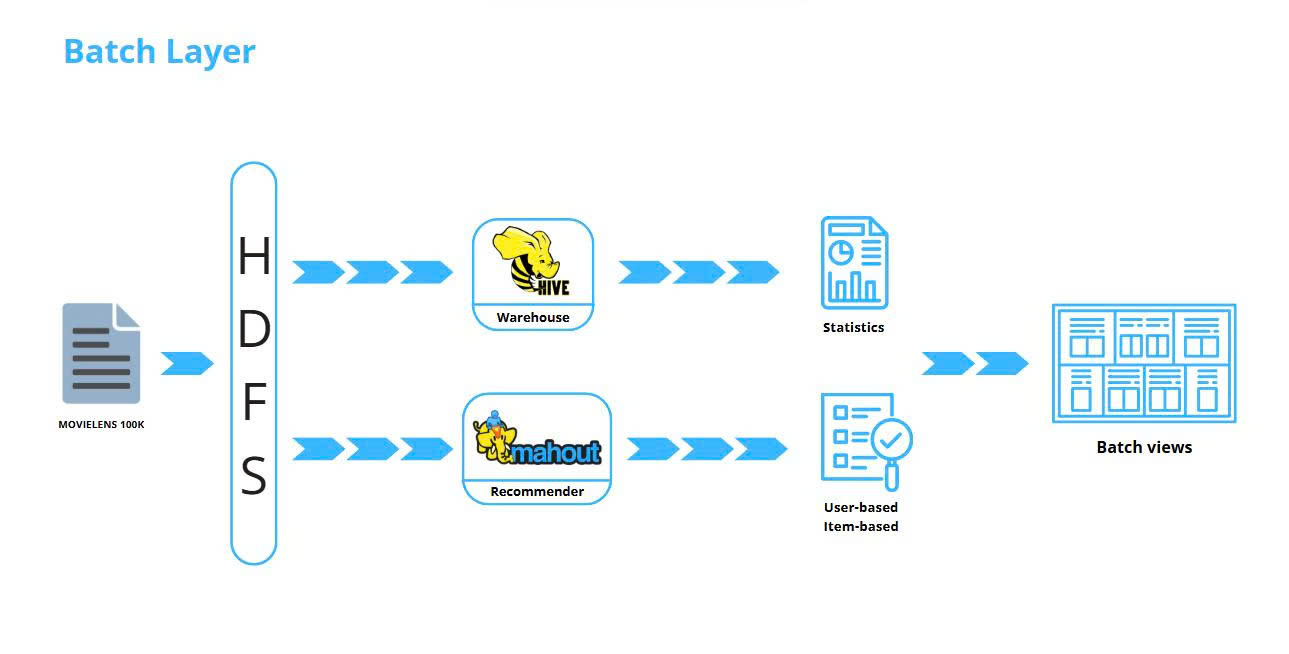 Batch Layer
H
D
F
S
MOVIELENS 100K
HIVE
Warehouse
mahout
Recommender
Statistics
User-based
Item-based
Batch views